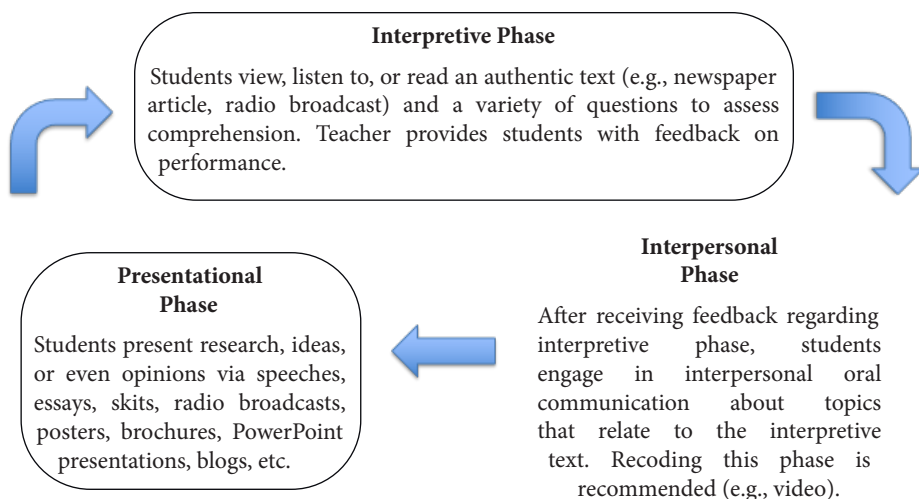 Interpretive Phase
Students view, listen to, or read an authentic text (e.g., newspaper
article, radio broadcast) and a variety of questions to assess
comprehension. Teacher provides students with feedback on
performance.
Interpersonal
Phase
After receiving feedback regarding
interpretive phase, students
engage in interpersonal oral
communication about topics
that relate to the interpretive
text. Recoding this phase is
recommended (e.g., video).
Presentational
Phase
Students present research, ideas,
or even opinions via speeches,
essays, skits, radio broadcasts,
posters, brochures, PowerPoint
presentations, blogs, etc.